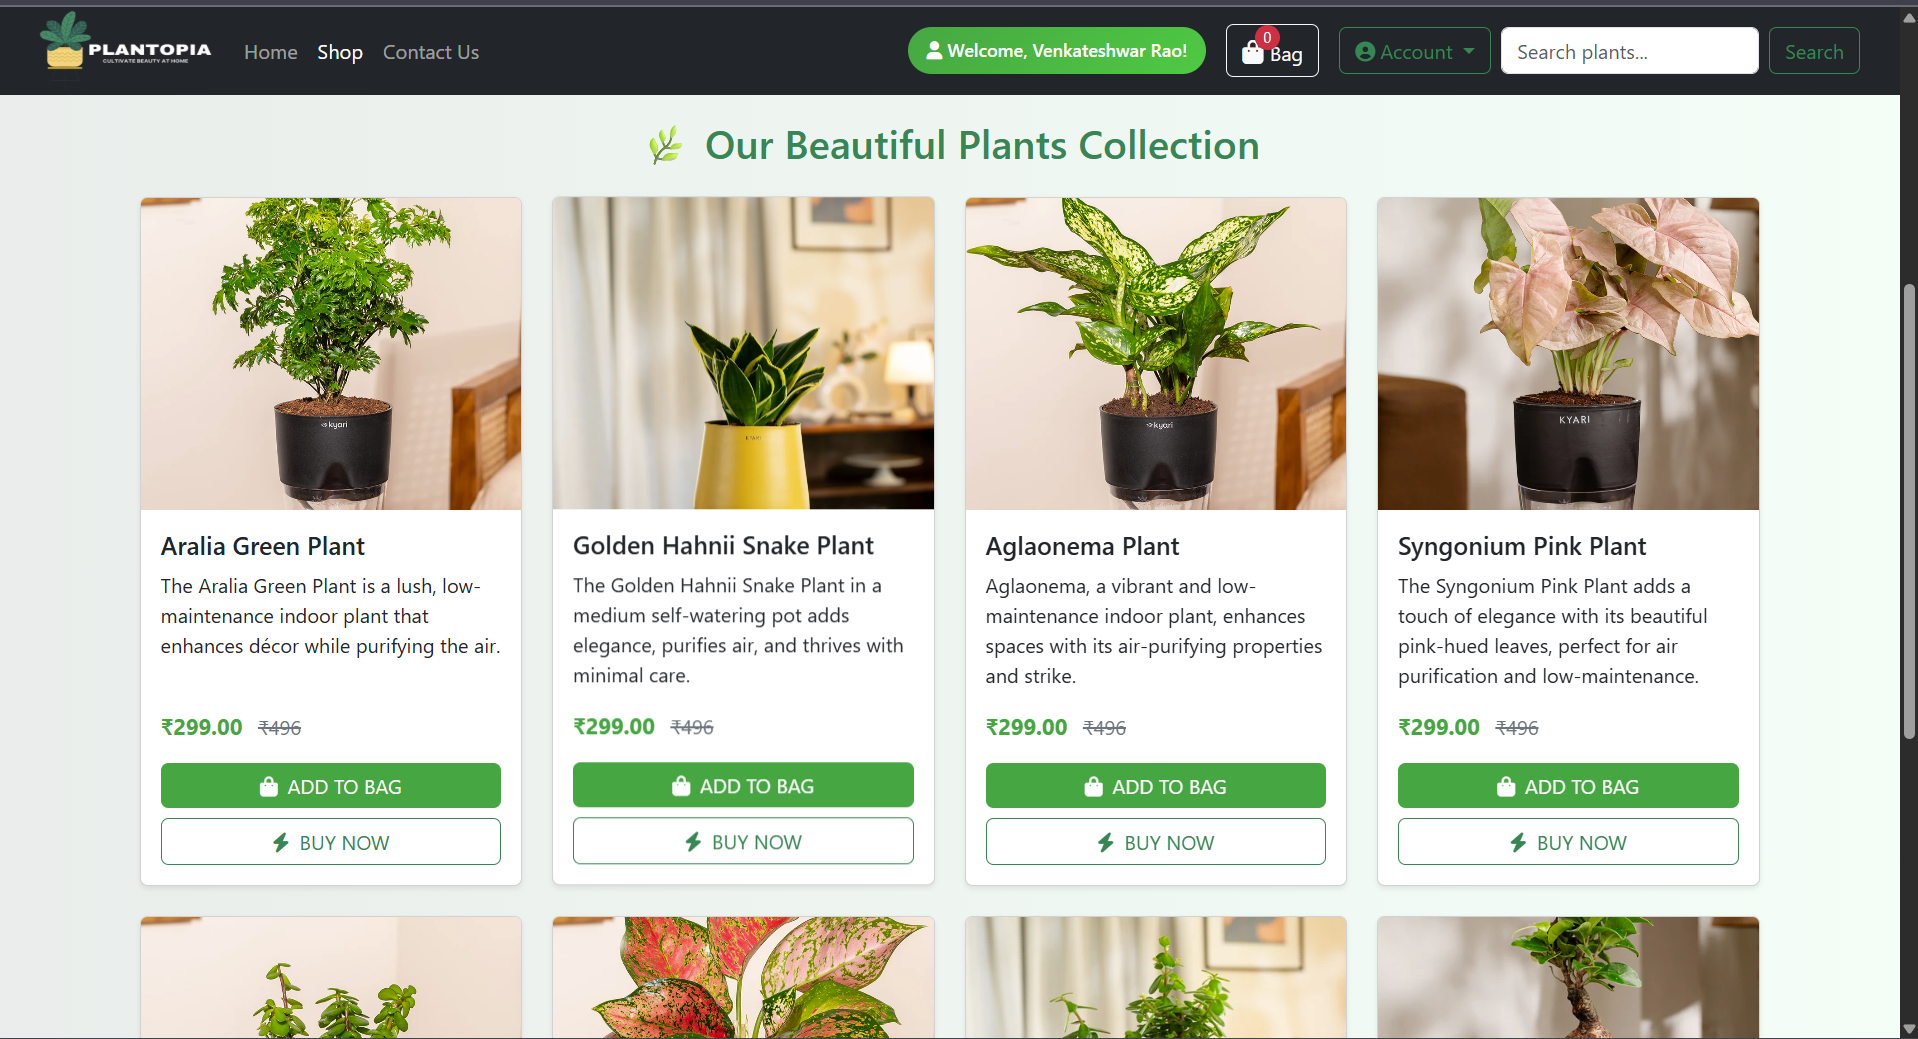 PLANTOPIA
CULTIVATE BEAUTY AT HOME
Home
Shop
Contact Us
Welcome, Venkateshwar Rao!
0
Bag
Account
Search plants...
Search
Our Beautiful Plants Collection
kyari
KYARI
kyari
KYARI
Aralia Green Plant
The Aralia Green Plant is a lush, low-
maintenance indoor plant that
enhances décor while purifying the air.
₹299.00 ₹496
ADD TO BAG
BUY NOW
Golden Hahnii Snake Plant
The Golden Hahnii Snake Plant in a
medium self-watering pot adds
elegance, purifies air, and thrives with
minimal care.
₹299.00 ₹496
ADD TO BAG
BUY NOW
Aglaonema Plant
Aglaonema, a vibrant and low-
maintenance indoor plant, enhances
spaces with its air-purifying properties
and strike.
₹299.00 ₹496
ADD TO BAG
BUY NOW
Syngonium Pink Plant
The Syngonium Pink Plant adds a
touch of elegance with its beautiful
pink-hued leaves, perfect for air
purification and low-maintenance.
₹299.00 ₹496
ADD TO BAG
BUY NOW